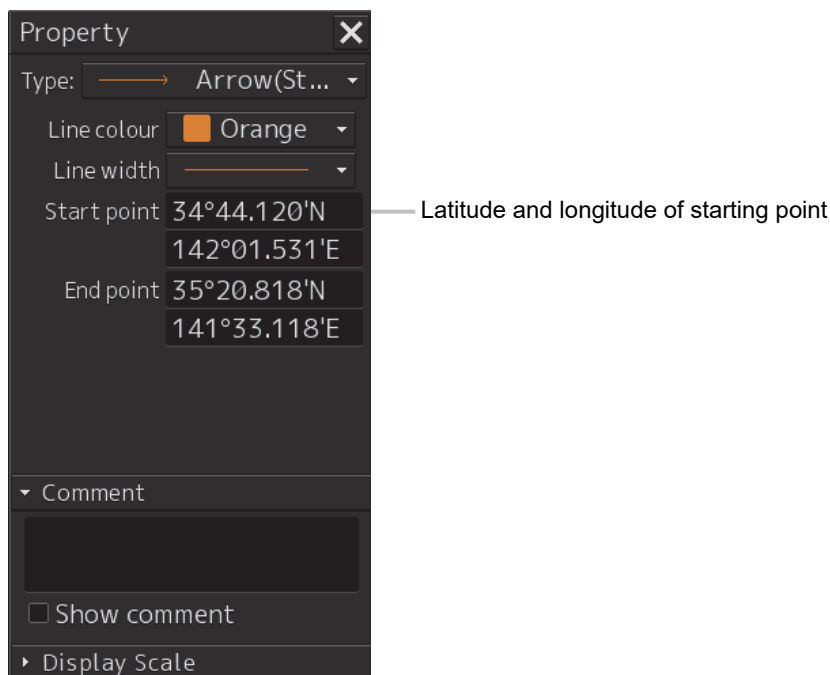 Property
Type: Arrow(St...
Line colour Orange
Line width
Start point 34°44.120'N
Latitude and longitude of starting point
142°01.531'E
End point 35°20.818'N
141°33.118'E
Comment
Show comment
Display Scale